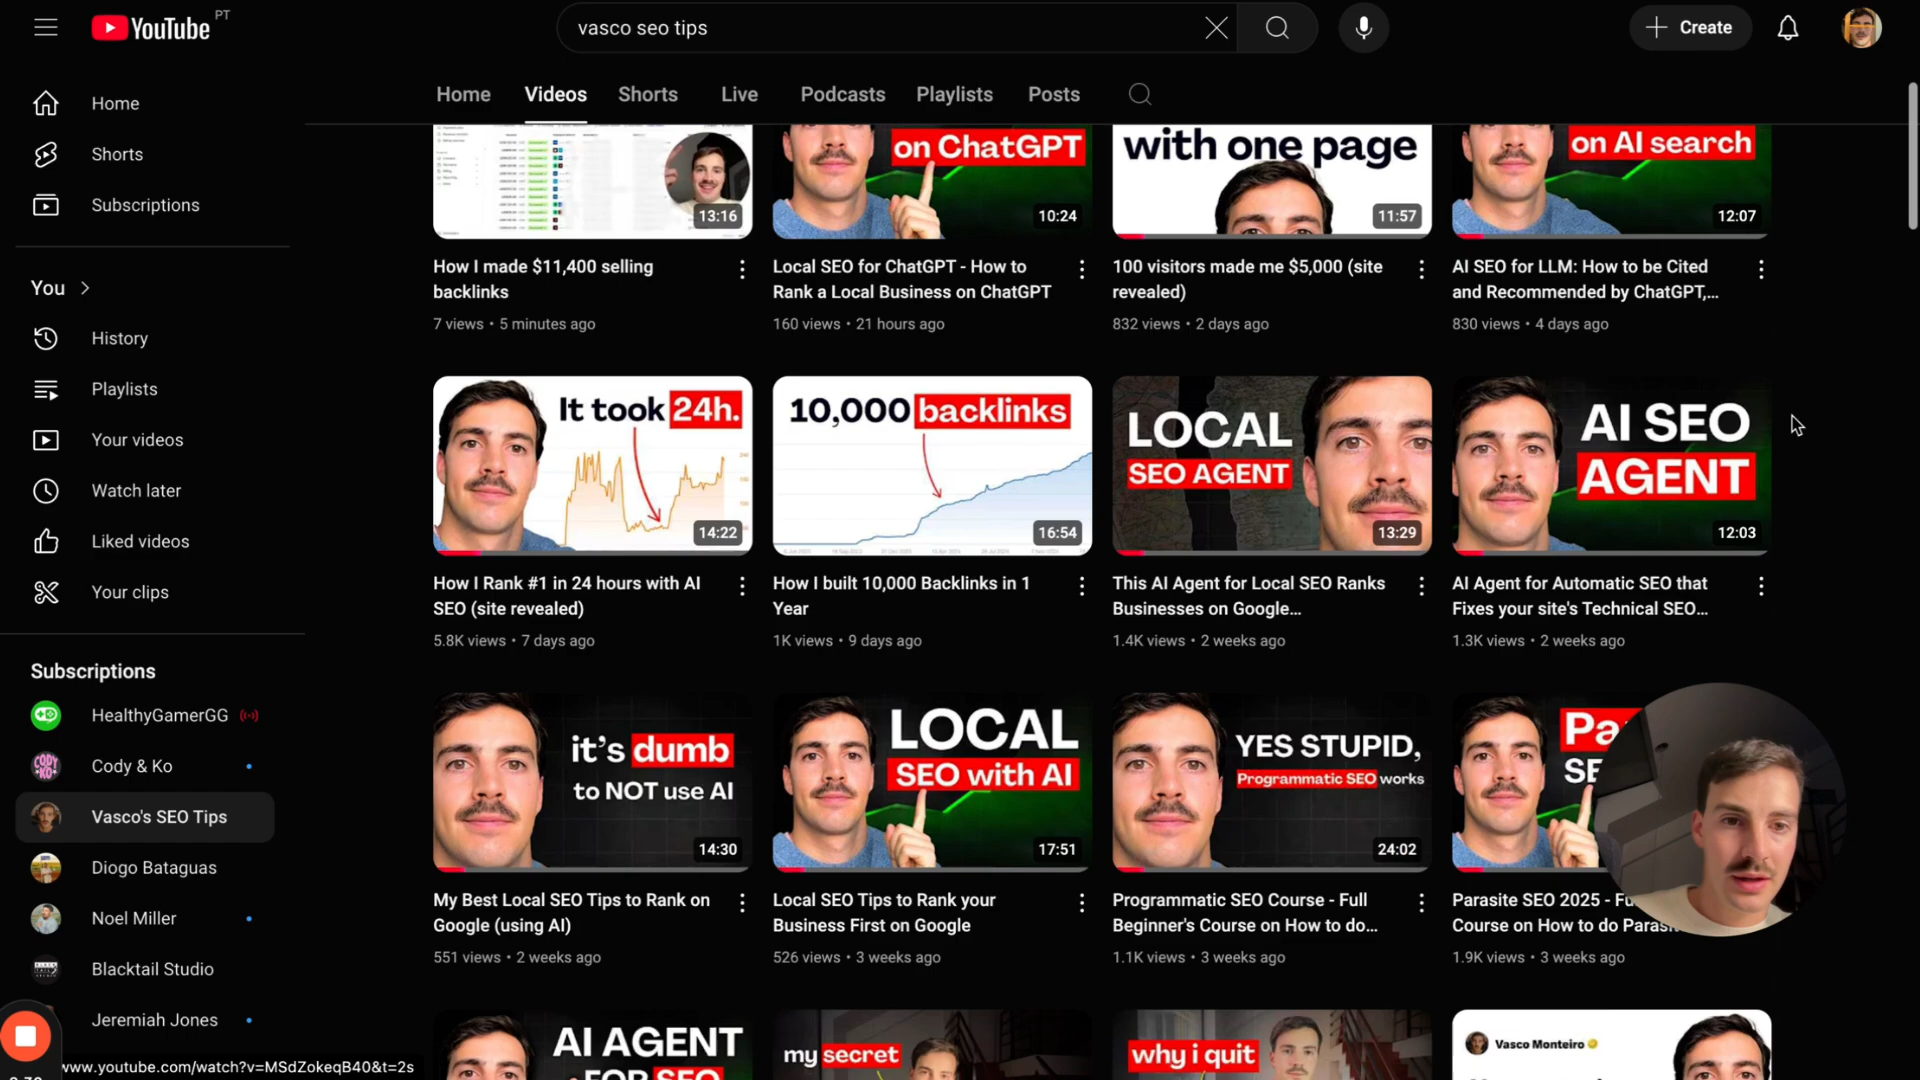 YouTube PT
vasco seo tips
Create
Home
Shorts
Subscriptions
You
History
Playlists
Your videos
Watch later
Liked videos
Your clips
Subscriptions
HealthyGamerGG
Cody & Ko
Vasco's SEO Tips
Diogo Bataguas
Noel Miller
Blacktail Studio
Jeremiah Jones
www.youtube.com/watch?v=MSdZokeqB40&t=2s
Home Videos Shorts Live Podcasts Playlists Posts
13:16
How I made $11,400 selling
backlinks
7 views • 5 minutes ago
on ChatGPT
10:24
Local SEO for ChatGPT - How to
Rank a Local Business on ChatGPT
160 views • 21 hours ago
with one page
11:57
100 visitors made me $5,000 (site
revealed)
832 views • 2 days ago
on AI search
12:07
AI SEO for LLM: How to be Cited
and Recommended by ChatGPT,...
830 views • 4 days ago
It took 24h.
14:22
How I Rank #1 in 24 hours with AI
SEO (site revealed)
5.8K views • 7 days ago
10,000 backlinks
16:54
How I built 10,000 Backlinks in 1
Year
1K views • 9 days ago
LOCAL
SEO AGENT
13:29
This AI Agent for Local SEO Ranks
Businesses on Google...
1.4K views • 2 weeks ago
AI SEO
AGENT
12:03
AI Agent for Automatic SEO that
Fixes your site's Technical SEO...
1.3K views • 2 weeks ago
it's dumb
to NOT use AI
14:30
My Best Local SEO Tips to Rank on
Google (using AI)
551 views • 2 weeks ago
LOCAL
SEO with AI
17:51
Local SEO Tips to Rank your
Business First on Google
526 views • 3 weeks ago
YES STUPID,
Programmatic SEO works
24:02
Programmatic SEO Course - Full
Beginner's Course on How to do...
1.1K views • 3 weeks ago
Pa
SE
Parasite SEO 2025 - Fu
Course on How to do Paras
1.9K views • 3 weeks ago
AI AGENT
FOR SEO
my secret
why i quit
Vasco Monteiro